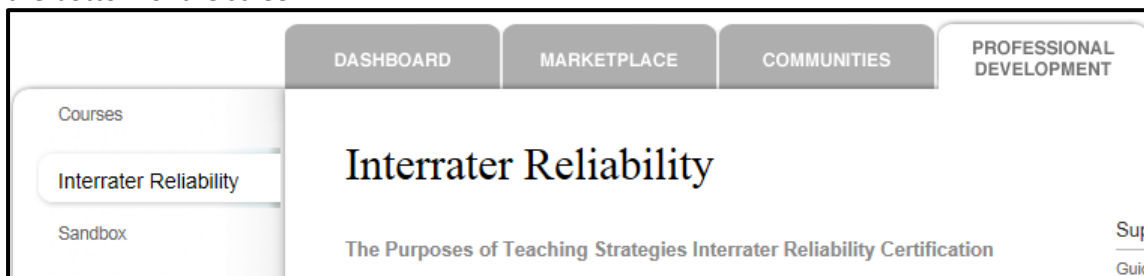 DASHBOARD
MARKETPLACE
COMMUNITIES
PROFESSIONAL
DEVELOPMENT
Courses
Interrater Reliability
Sandbox
Interrater Reliability
The Purposes of Teaching Strategies Interrater Reliability Certification